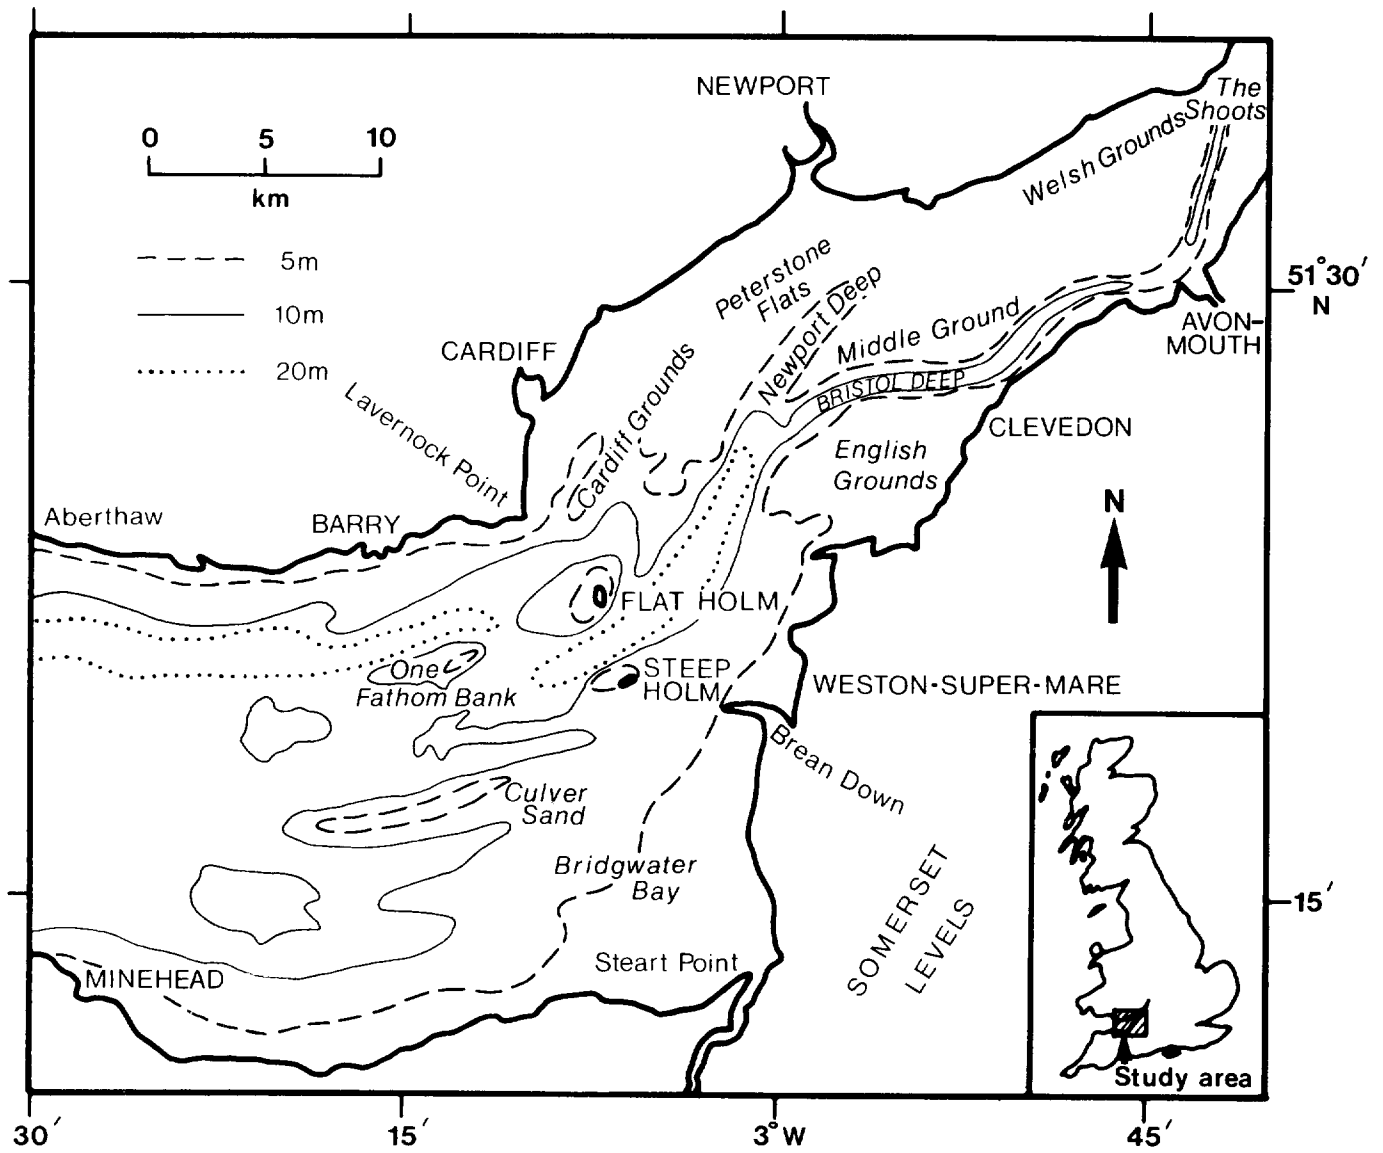 NEWPORT
The
Shoots
Welsh Grounds
0 5 10
km
5m
10m
20m
Peterstone
Flats
Newport Deep
Middle Ground
51°30′
N
AVON-
MOUTH
CARDIFF
Lavernock Point
Cardiff Grounds
BRISTOL DEEP
CLEVEDON
English
Grounds
N
Aberthaw
BARRY
FLAT HOLM
STEEP
HOLM
One
Fathom Bank
WESTON-SUPER-MARE
Brean Down
Culver
Sand
Bridgwater
Bay
SOMERSET
LEVELS
15′
Steart Point
MINEHEAD
Study area
30′ 15′ 3°W 45′